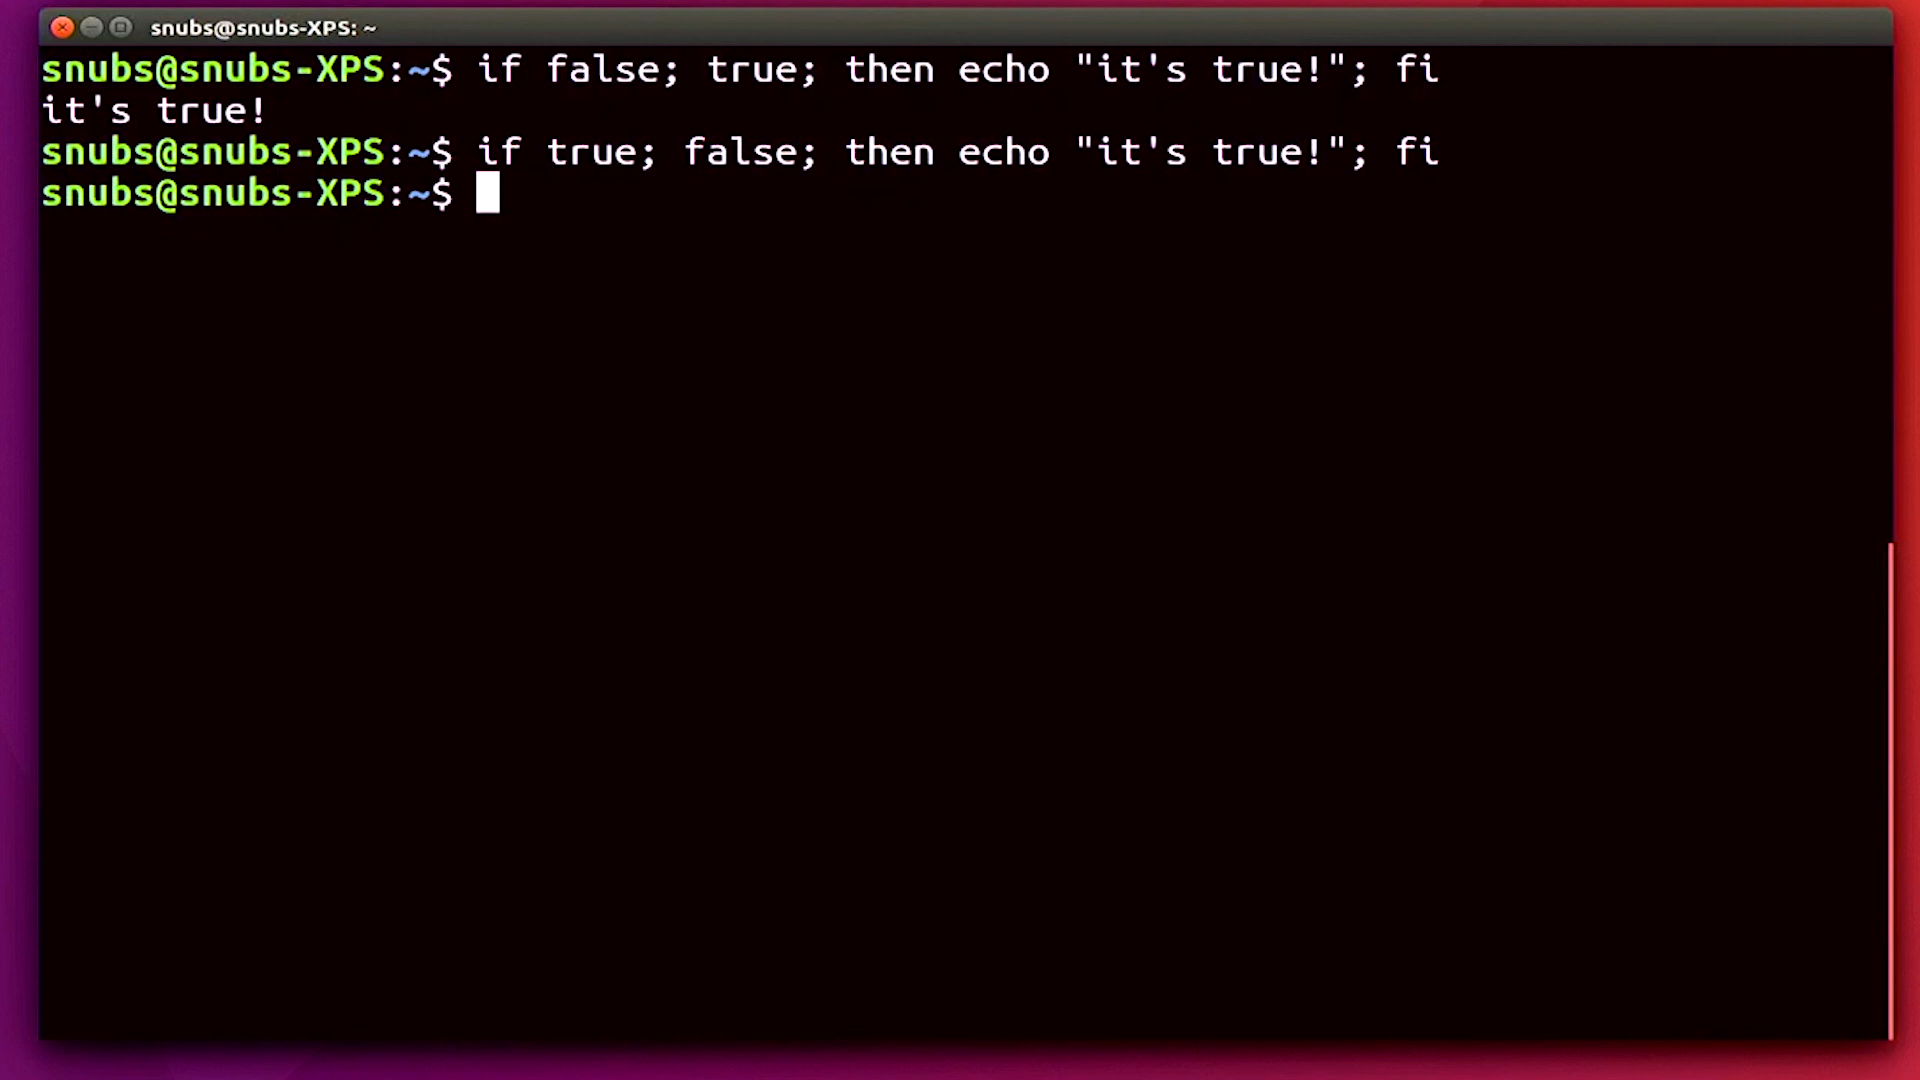 snubs@snubs-XPS: ~
snubs@snubs-XPS:~$ if false; true; then echo "it's true!"; fi
it's true!
snubs@snubs-XPS:~$ if true; false; then echo "it's true!"; fi
snubs@snubs-XPS:~$